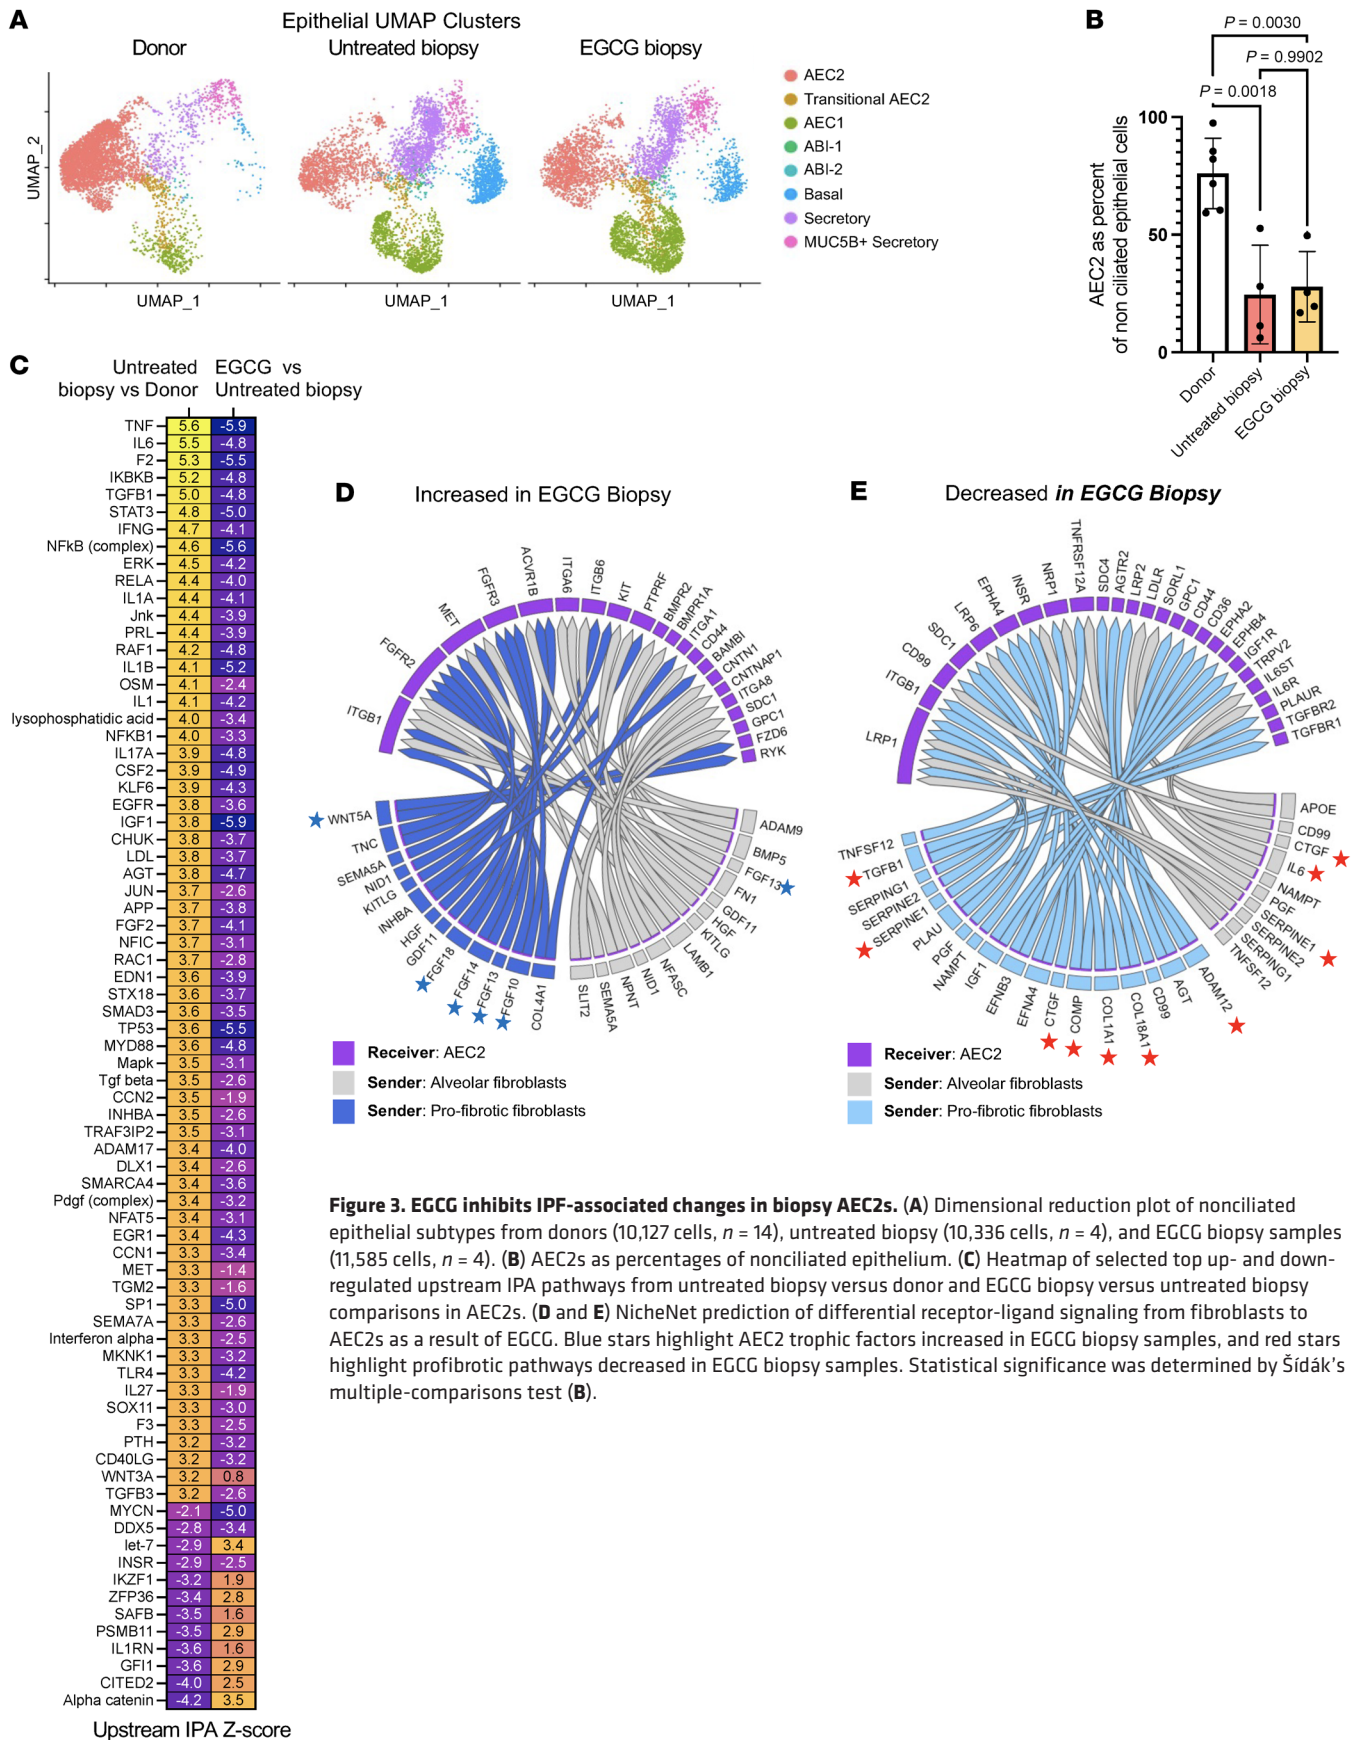 A
Epithelial UMAP Clusters
Donor
Untreated biopsy
EGCG biopsy
UMAP_2
UMAP_1
UMAP_1
UMAP_1
AEC2
Transitional AEC2
AEC1
ABI-1
ABI-2
Basal
Secretory
MUC5B+ Secretory
B
P = 0.0030
P = 0.9902
P = 0.0018
AEC2 as percent
of non ciliated epithelial cells
100
50
0
Donor
Untreated biopsy
EGCG biopsy
C
Untreated
biopsy vs Donor
EGCG vs
Untreated biopsy
TNF 5.6 -5.9
IL6 5.5 -4.8
F2 5.3 -5.5
IKBKB 5.2 -4.8
TGFB1 5.0 -4.8
STAT3 4.8 -5.0
IFNG 4.7 -4.1
NFkB (complex) 4.6 -5.6
ERK 4.5 -4.2
RELA 4.4 -4.0
IL1A 4.4 -4.1
Jnk 4.4 -3.9
PRL 4.4 -3.9
RAF1 4.2 -4.8
IL1B 4.1 -5.2
OSM 4.1 -2.4
IL1 4.1 -4.2
lysophosphatidic acid 4.0 -3.4
NFKB1 4.0 -3.3
IL17A 3.9 -4.8
CSF2 3.9 -4.9
KLF6 3.9 -4.3
EGFR 3.8 -3.6
IGF1 3.8 -5.9
CHUK 3.8 -3.7
LDL 3.8 -3.7
AGT 3.8 -4.7
JUN 3.7 -2.6
APP 3.7 -3.8
FGF2 3.7 -4.1
NFIC 3.7 -3.1
RAC1 3.7 -2.8
EDN1 3.6 -3.9
STX18 3.6 -3.7
SMAD3 3.6 -3.5
TP53 3.6 -5.5
MYD88 3.6 -4.8
Mapk 3.5 -3.1
Tgf beta 3.5 -2.6
CCN2 3.5 -1.9
INHBA 3.5 -2.6
TRAF3IP2 3.5 -3.1
ADAM17 3.4 -4.0
DLX1 3.4 -2.6
SMARCA4 3.4 -3.6
Pdgf (complex) 3.4 -3.2
NFAT5 3.4 -3.1
EGR1 3.4 -4.3
CCN1 3.3 -3.4
MET 3.3 -1.4
TGM2 3.3 -1.6
SP1 3.3 -5.0
SEMA7A 3.3 -2.6
Interferon alpha 3.3 -2.5
MKNK1 3.3 -3.2
TLR4 3.3 -4.2
IL27 3.3 -1.9
SOX11 3.3 -3.0
F3 3.3 -2.5
PTH 3.2 -3.2
CD40LG 3.2 -3.2
WNT3A 3.2 0.8
TGFB3 3.2 -2.6
MYCN -2.1 -5.0
DDX5 -2.8 -3.4
let-7 -2.9 3.4
INSR -2.9 -2.5
IKZF1 -3.2 1.9
ZFP36 -3.4 2.8
SAFB -3.5 1.6
PSMB11 -3.5 2.9
IL1RN -3.6 1.6
GFI1 -3.6 2.9
CITED2 -4.0 2.5
Alpha catenin -4.2 3.5
Upstream IPA Z-score
D
Increased in EGCG Biopsy
ITGB1
FGFR2
MET
FGFR3
ACVR1B
ITGA6
ITGB6
KIT
PTPRF
BMPR2
BMPR1A
ITGA1
CD44
BAMBI
CNTN1
CNTNAP1
ITGA8
SDC1
GPC1
FZD6
RYK
ADAM9
BMP5
FGF13
FN1
GDF11
HGF
KITLG
LAMB1
NFASC
NID1
NPNT
SEMA5A
SLIT2
COL4A1
FGF10
FGF13
FGF14
FGF18
GDF11
HGF
INHBA
KITLG
NID1
SEMA5A
TNC
WNT5A
Receiver: AEC2
Sender: Alveolar fibroblasts
Sender: Pro-fibrotic fibroblasts
E
Decreased in EGCG Biopsy
LRP1
ITGB1
CD99
SDC1
LRP6
EPHA4
INSR
NRP1
TNFRSF12A
SDC4
AGTR2
LRP2
LDLR
SORL1
GPC1
CD44
CD36
EPHA2
EPHB4
IGF1R
TRPV2
IL6ST
IL6R
PLAUR
TGFBR2
TGFBR1
APOE
CD99
CTGF
IL6
NAMPT
PGF
SERPINE1
SERPINE2
SERPING1
TNFSF12
ADAM12
AGT
CD99
COL18A1
COL1A1
COMP
CTGF
EFNA4
EFNB3
IGF1
NAMPT
PGF
PLAU
SERPINE1
SERPINE2
SERPING1
TGFB1
TNFSF12
Receiver: AEC2
Sender: Alveolar fibroblasts
Sender: Pro-fibrotic fibroblasts
Figure 3. EGCG inhibits IPF-associated changes in biopsy AEC2s. (A) Dimensional reduction plot of nonciliated
epithelial subtypes from donors (10,127 cells, n = 14), untreated biopsy (10,336 cells, n = 4), and EGCG biopsy samples
(11,585 cells, n = 4). (B) AEC2s as percentages of nonciliated epithelium. (C) Heatmap of selected top up- and down-
regulated upstream IPA pathways from untreated biopsy versus donor and EGCG biopsy versus untreated biopsy
comparisons in AEC2s. (D and E) NicheNet prediction of differential receptor-ligand signaling from fibroblasts to
AEC2s as a result of EGCG. Blue stars highlight AEC2 trophic factors increased in EGCG biopsy samples, and red stars
highlight profibrotic pathways decreased in EGCG biopsy samples. Statistical significance was determined by Šídák's
multiple-comparisons test (B).